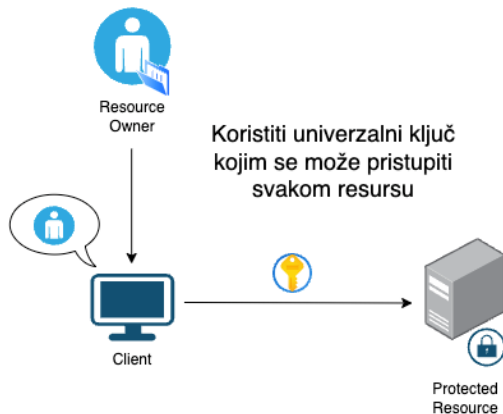 Resource
Owner
Koristiti univerzalni ključ
kojim se može pristupiti
svakom resursu
Client
Protected
Resource